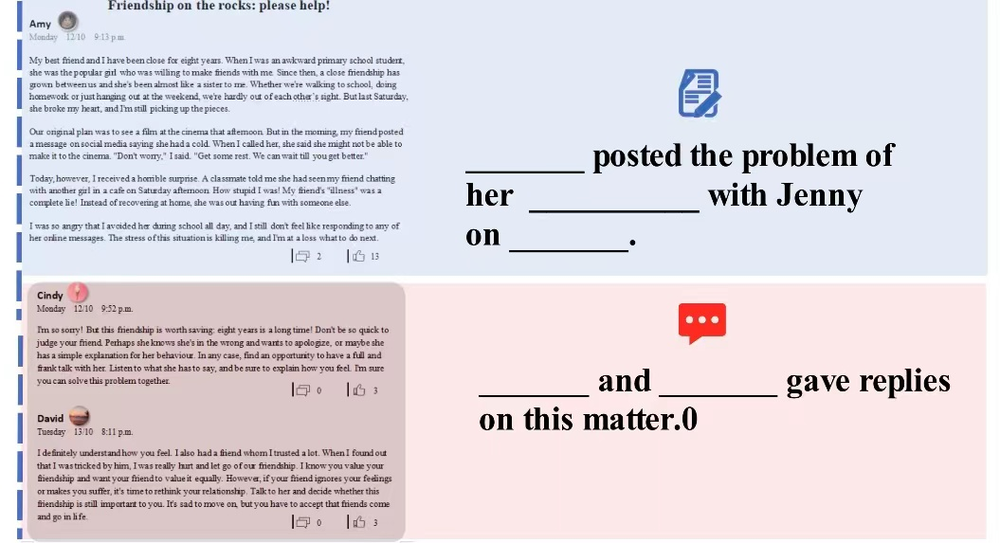 Friendship on the rocks: please help!
Amy
Monday 12/10 9:13 p.m.
My best friend and I have been close for eight years. When I was an awkward primary school student,
she was the popular girl who was willing to make friends with me. Since then, a close friendship has
grown between us and she's been almost like a sister to me. Whether we're walking to school, doing
homework or just hanging out at the weekend, we're hardly out of each other's sight. But last Saturday,
she broke my heart, and I'm still picking up the pieces.
Our original plan was to see a film at the cinema that afternoon. But in the morning, my friend posted
a message on social media saying she had a cold. When I called her, she said she might not be able to
make it to the cinema. "Don't worry," I said. "Get some rest. We can wait till you get better."
Today, however, I received a horrible surprise. A classmate told me she had seen my friend chatting
with another girl in a cafe on Saturday afternoon. How stupid I was! My friend's "illness" was a
complete lie! Instead of recovering at home, she was out having fun with someone else.
I was so angry that I avoided her during school all day, and I still don't feel like responding to any of
her online messages. The stress of this situation is killing me, and I'm at a loss what to do next.
2 13
_______ posted the problem of
her __________ with Jenny
on _______.
Cindy
Monday 12/10 9:52 p.m.
I'm so sorry! But this friendship is worth saving: eight years is a long time! Don't be so quick to
judge your friend. Perhaps she knows she's in the wrong and wants to apologize, or maybe she
has a simple explanation for her behaviour. In any case, find an opportunity to have a full and
frank talk with her. Listen to what she has to say, and be sure to explain how you feel. I'm sure
you can solve this problem together.
0 3
David
Tuesday 13/10 8:11 p.m.
I definitely understand how you feel. I also had a friend whom I trusted a lot. When I found out
that I was tricked by him, I was really hurt and let go of our friendship. I know you value your
friendship and want your friend to value it equally. However, if your friend ignores your feelings
or makes you suffer, it's time to rethink your relationship. Talk to her and decide whether this
friendship is still important to you. It's sad to move on, but you have to accept that friends come
and go in life.
0 3
_______ and _______ gave replies
on this matter.0